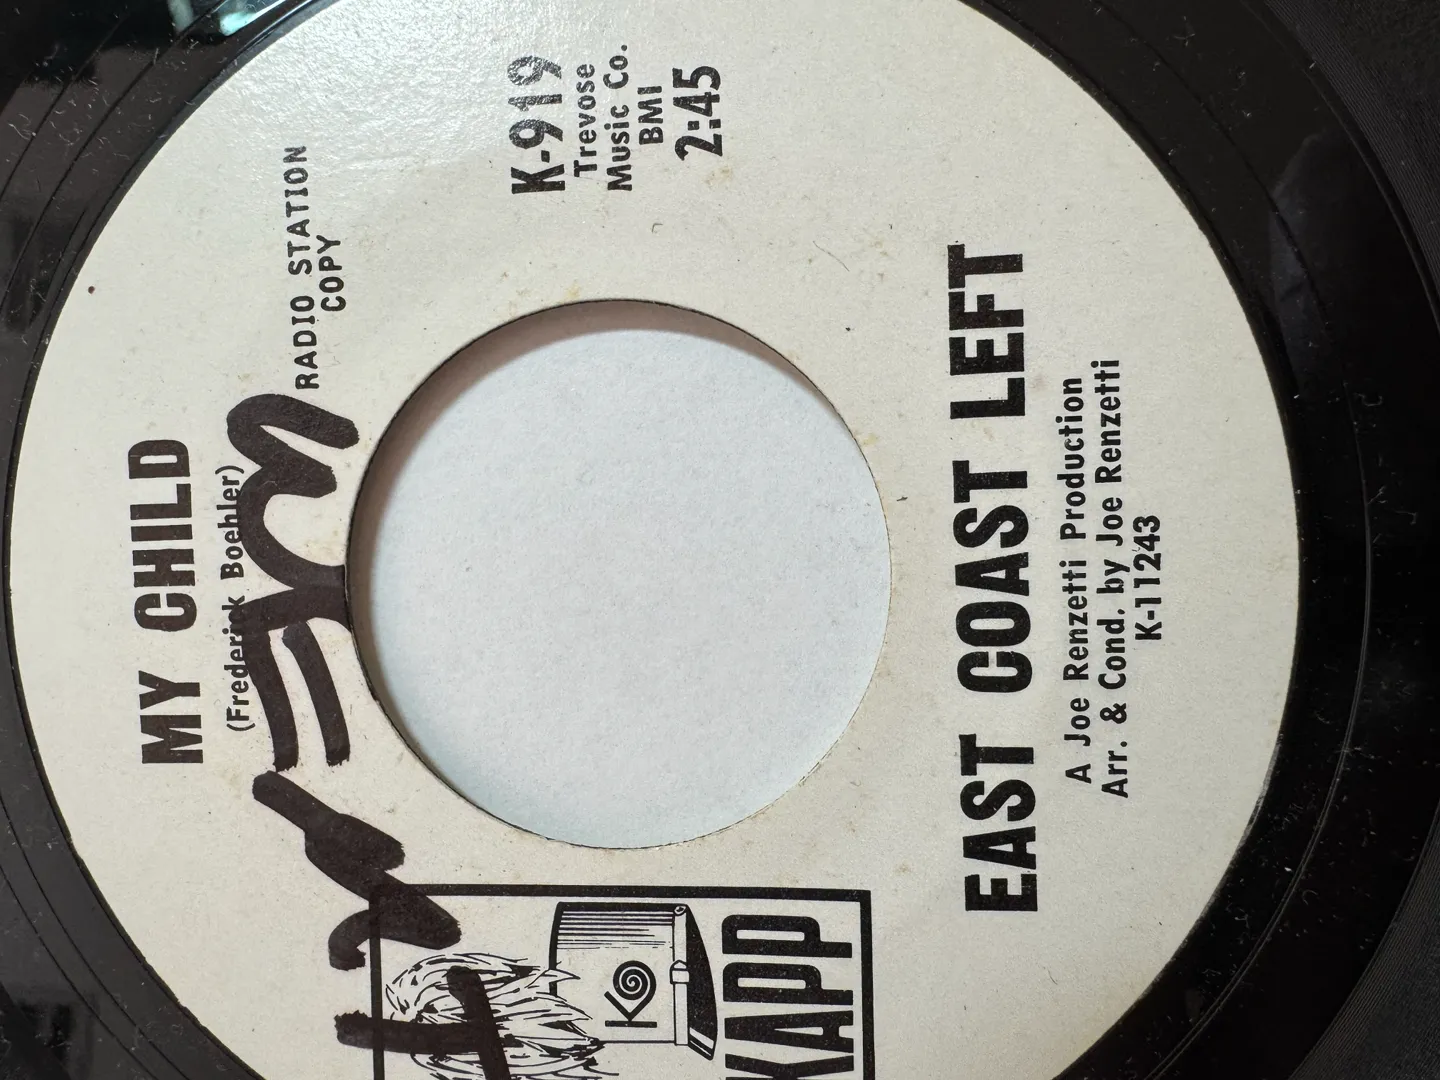 MY CHILD
(Frederick Boehler)
RADIO STATION
COPY
K-919
Trevose
Music Co.
BMI
2:45
K
KAPP
EAST COAST LEFT
A Joe Renzetti Production
Arr. & Cond. by Joe Renzetti
K-11243